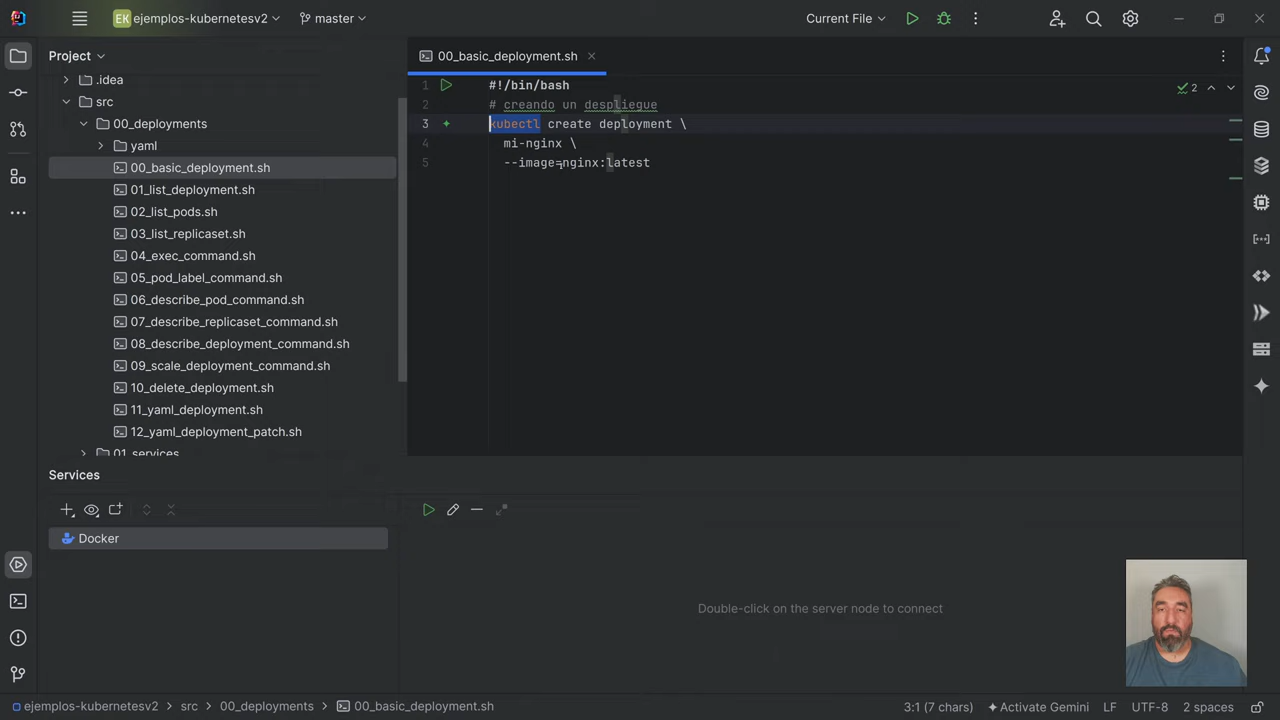 EK ejemplos-kubernetesv2
master
Current File
Project
00_basic_deployment.sh
.idea
src
00_deployments
yaml
00_basic_deployment.sh
01_list_deployment.sh
02_list_pods.sh
03_list_replicaset.sh
04_exec_command.sh
05_pod_label_command.sh
06_describe_pod_command.sh
07_describe_replicaset_command.sh
08_describe_deployment_command.sh
09_scale_deployment_command.sh
10_delete_deployment.sh
11_yaml_deployment.sh
12_yaml_deployment_patch.sh
01_services
1 #!/bin/bash
2 # creando un despliegue
3 kubectl create deployment \
4 mi-nginx \
5 --image=nginx:latest
2
Services
Docker
Double-click on the server node to connect
ejemplos-kubernetesv2 > src > 00_deployments > 00_basic_deployment.sh
3:1 (7 chars) Activate Gemini LF UTF-8 2 spaces